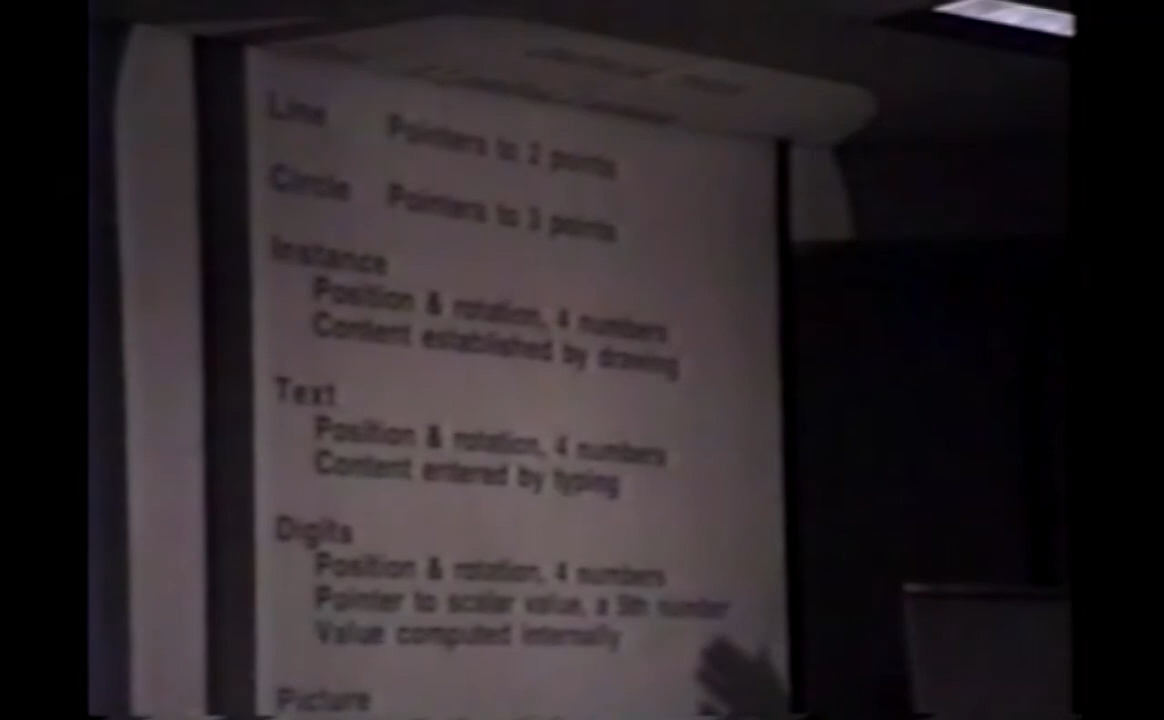 Line Pointers to 2 points
Circle Pointers to 3 points
Instance
Position & rotation, 4 numbers
Content established by drawing
Text
Position & rotation, 4 numbers
Content entered by typing
Digits
Position & rotation, 4 numbers
Pointer to scalar value, a 5th number
Value computed internally
Picture